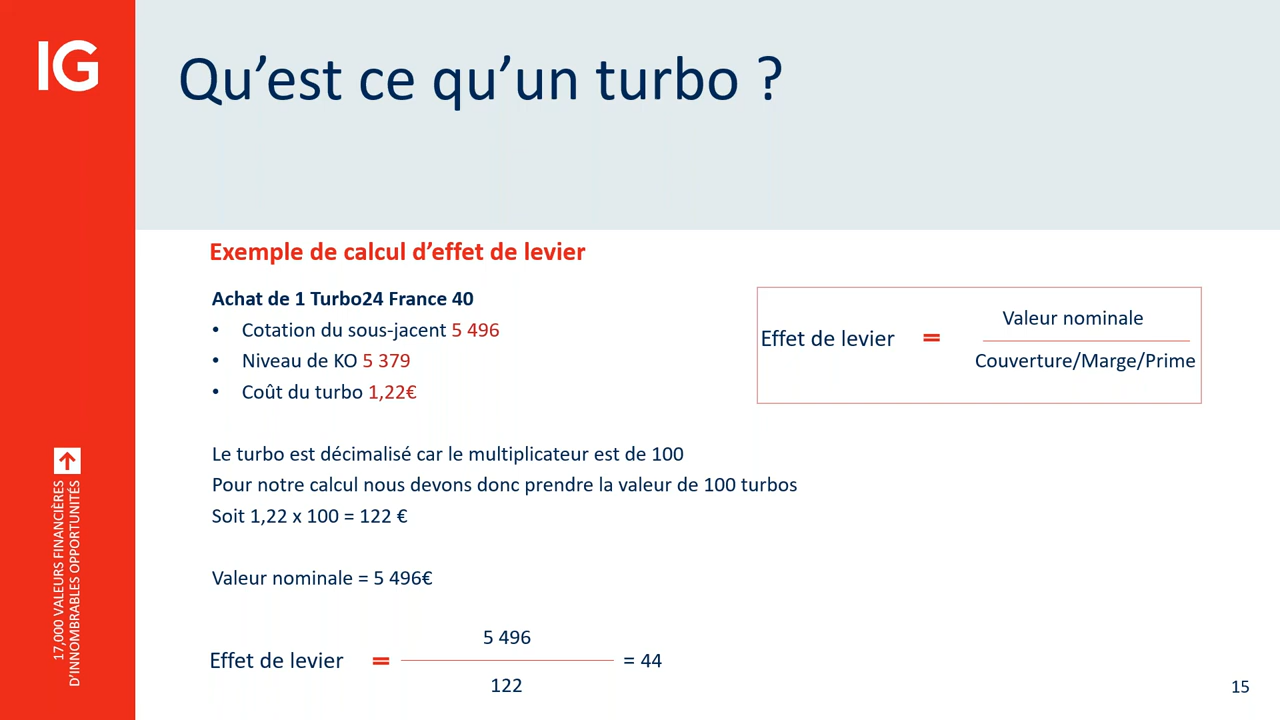 IG
Qu’est ce qu’un turbo ?
Exemple de calcul d’effet de levier
Achat de 1 Turbo24 France 40
• Cotation du sous-jacent 5 496
• Niveau de KO 5 379
• Coût du turbo 1,22€
Effet de levier = Valeur nominale
Couverture/Marge/Prime
Le turbo est décimalisé car le multiplicateur est de 100
Pour notre calcul nous devons donc prendre la valeur de 100 turbos
Soit 1,22 x 100 = 122 €
Valeur nominale = 5 496€
5 496
Effet de levier = = 44
122
17,000 VALEURS FINANCIÈRES
D’INNOMBRABLES OPPORTUNITÉS
15